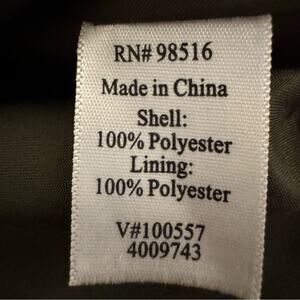 RN# 98516
Made in China
Shell:
100% Polyester
Lining:
100% Polyester
V#100557
4009743